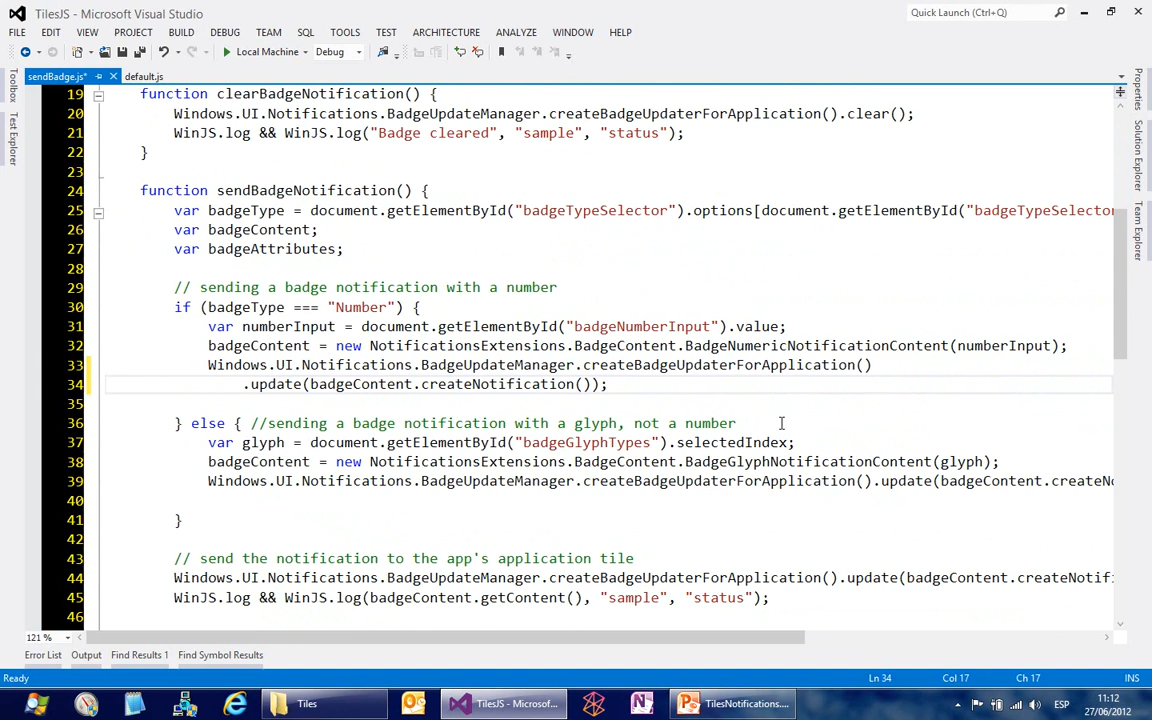 TilesJS - Microsoft Visual Studio
Quick Launch (Ctrl+Q)
FILE EDIT VIEW PROJECT BUILD DEBUG TEAM SQL TOOLS TEST ARCHITECTURE ANALYZE WINDOW HELP
Local Machine Debug
sendBadge.js* default.js
Toolbox
Test Explorer
Properties
Solution Explorer
Team Explorer
19 function clearBadgeNotification() {
20 Windows.UI.Notifications.BadgeUpdateManager.createBadgeUpdaterForApplication().clear();
21 WinJS.log && WinJS.log("Badge cleared", "sample", "status");
22 }
23
24 function sendBadgeNotification() {
25 var badgeType = document.getElementById("badgeTypeSelector").options[document.getElementById("badgeTypeSelector
26 var badgeContent;
27 var badgeAttributes;
28
29 // sending a badge notification with a number
30 if (badgeType === "Number") {
31 var numberInput = document.getElementById("badgeNumberInput").value;
32 badgeContent = new NotificationsExtensions.BadgeContent.BadgeNumericNotificationContent(numberInput);
33 Windows.UI.Notifications.BadgeUpdateManager.createBadgeUpdaterForApplication()
34 .update(badgeContent.createNotification());
35
36 } else { //sending a badge notification with a glyph, not a number
37 var glyph = document.getElementById("badgeGlyphTypes").selectedIndex;
38 badgeContent = new NotificationsExtensions.BadgeContent.BadgeGlyphNotificationContent(glyph);
39 Windows.UI.Notifications.BadgeUpdateManager.createBadgeUpdaterForApplication().update(badgeContent.createNo
40
41 }
42
43 // send the notification to the app's application tile
44 Windows.UI.Notifications.BadgeUpdateManager.createBadgeUpdaterForApplication().update(badgeContent.createNotifi
45 WinJS.log && WinJS.log(badgeContent.getContent(), "sample", "status");
46
121 %
Error List Output Find Results 1 Find Symbol Results
Ready Ln 34 Col 17 Ch 17 INS
Tiles TilesJS - Microsof... TilesNotifications.... ESP 11:12
27/06/2012